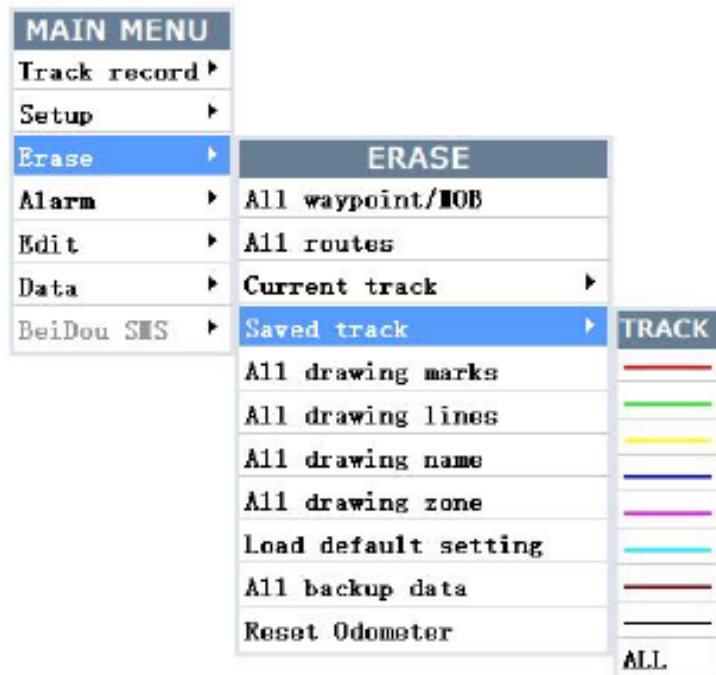 MAIN MENU
Track record
Setup
Erase
Alarm
Edit
Data
BeiDou SMS
ERASE
All waypoint/MOB
All routes
Current track
Saved track
All drawing marks
All drawing lines
All drawing name
All drawing zone
Load default setting
All backup data
Reset Odometer
TRACK
ALL